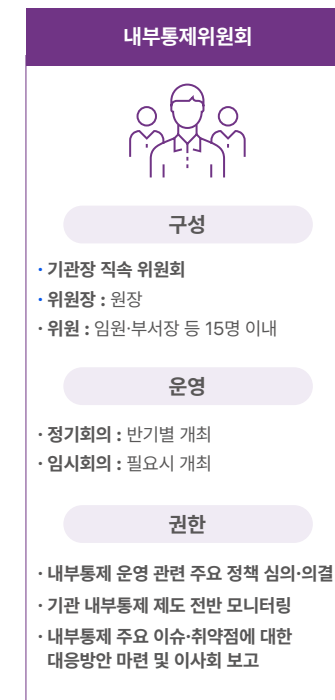 내부통제위원회
구성
· 기관장 직속 위원회
· 위원장 : 원장
· 위원 : 임원·부서장 등 15명 이내
운영
· 정기회의 : 반기별 개최
· 임시회의 : 필요시 개최
권한
· 내부통제 운영 관련 주요 정책 심의·의결
· 기관 내부통제 제도 전반 모니터링
· 내부통제 주요 이슈·취약점에 대한
대응방안 마련 및 이사회 보고